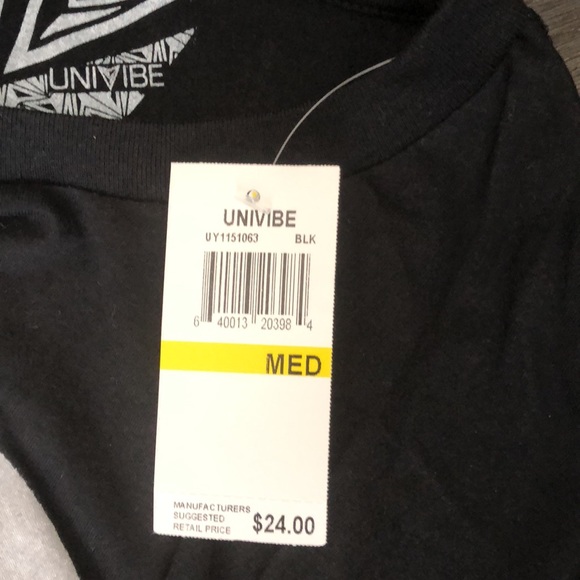 UNIVIBE
UNIVIBE
UY1151063 BLK
6 40013 20398 4
MED
MANUFACTURERS
SUGGESTED
RETAIL PRICE $24.00